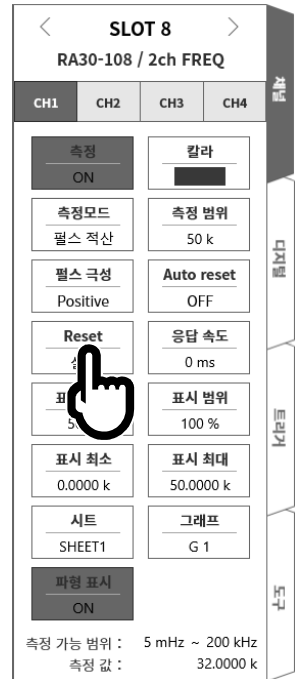 SLOT 8
RA30-108 / 2ch FREQ
CH1 CH2 CH3 CH4
측정 칼라
ON
측정모드 측정 범위
펄스 적산 50 k
펄스 극성 Auto reset
Positive OFF
Reset 응답 속도
0 ms
표시 범위
100 %
표시 최소 표시 최대
0.0000 k 50.0000 k
시트 그래프
SHEET1 G 1
파형 표시
ON
측정 가능 범위 : 5 mHz ~ 200 kHz
측정 값 : 32.0000 k
채널
디지털
트리거
도구